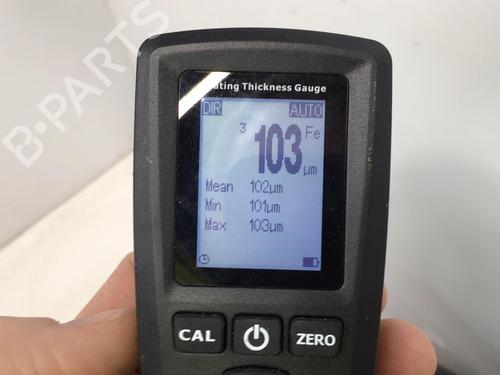 B-PARTS
ating Thickness Gauge
DIR AUTO
3 103 Fe
µm
Mean 102µm
Min 101µm
Max 103µm
CAL ZERO